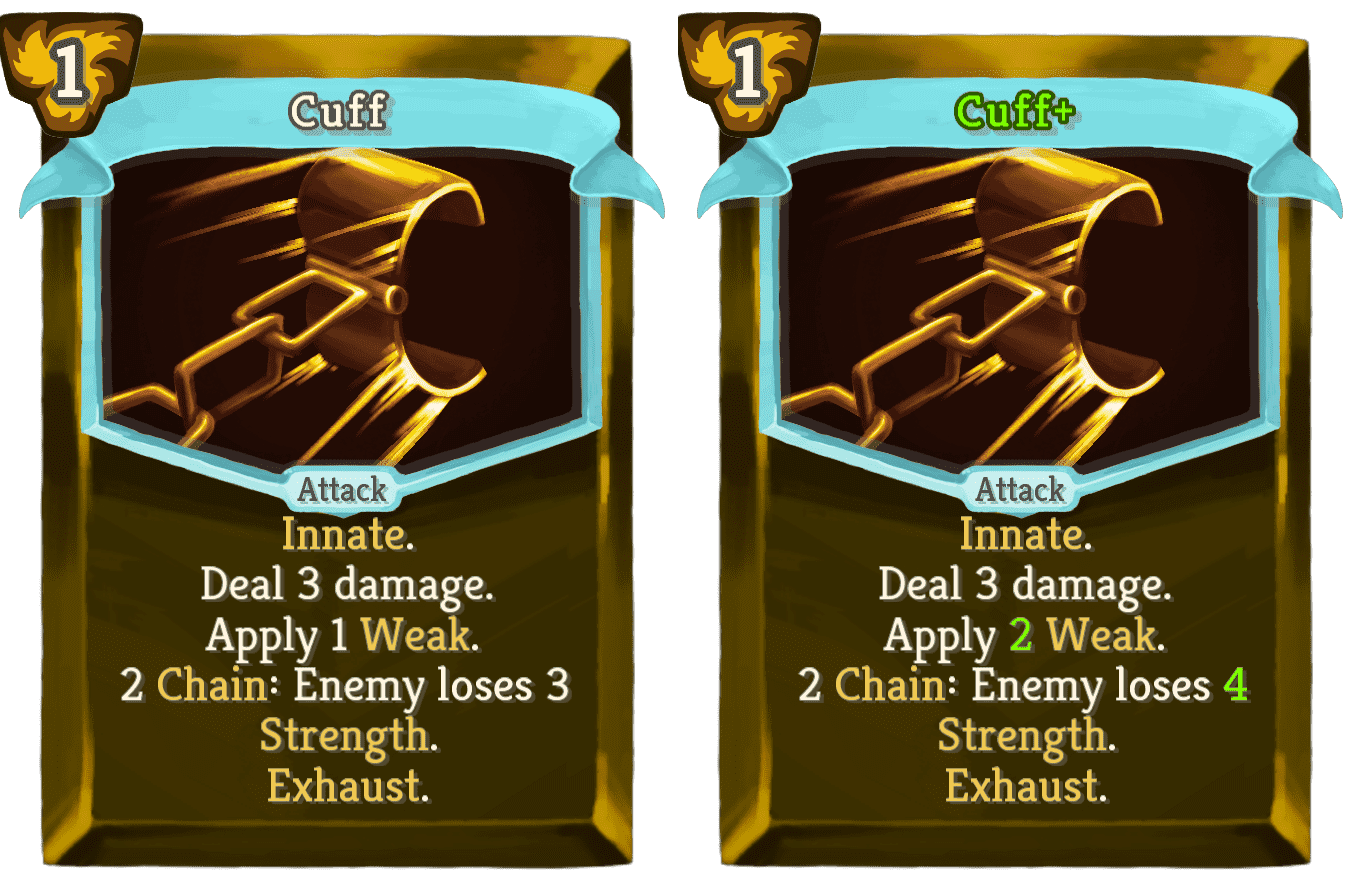 1
Cuff
Attack
Innate.
Deal 3 damage.
Apply 1 Weak.
2 Chain: Enemy loses 3
Strength.
Exhaust.
1
Cuff+
Attack
Innate.
Deal 3 damage.
Apply 2 Weak.
2 Chain: Enemy loses 4
Strength.
Exhaust.